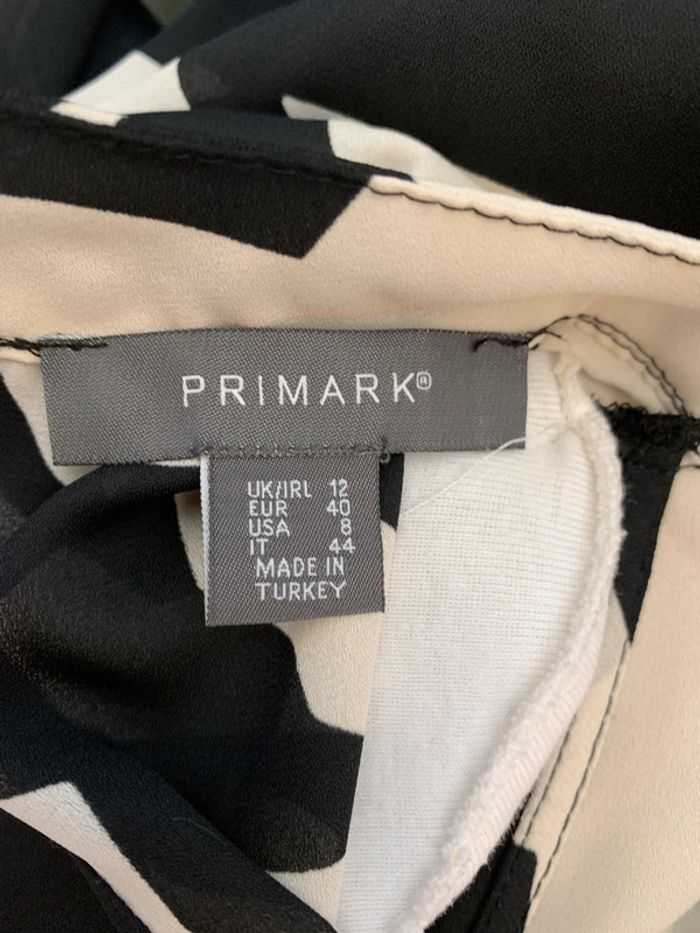 PRIMARK®
UK/IRL 12
EUR 40
USA 8
IT 44
MADE IN
TURKEY